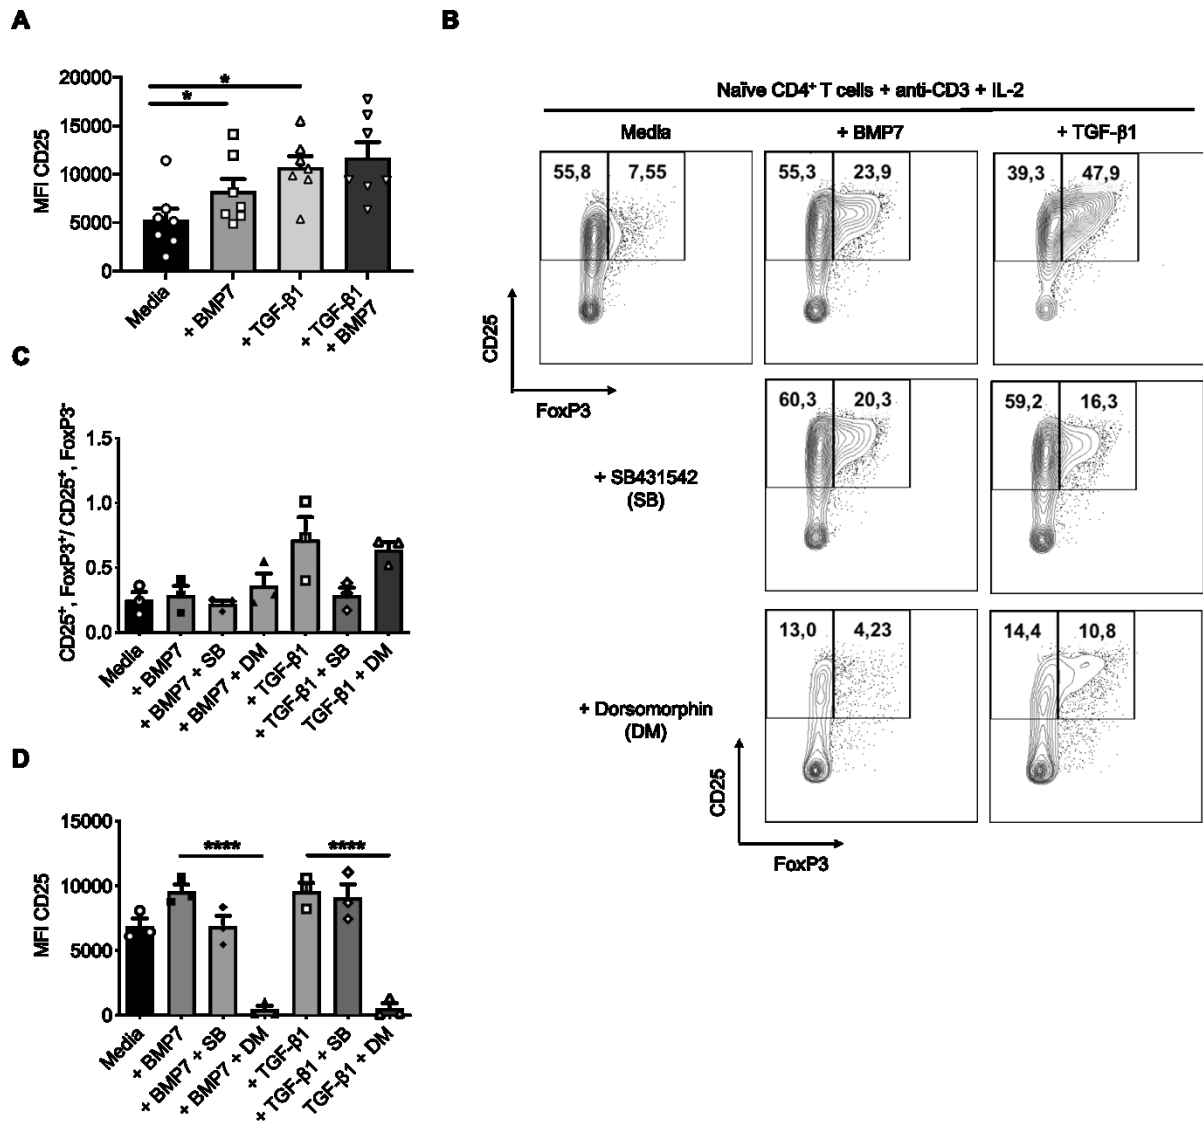 A
20000
15000
10000
5000
0
MFI CD25
*
*
Media
+ BMP7
+ TGF-β1
+ TGF-β1
+ BMP7
B
Naïve CD4+ T cells + anti-CD3 + IL-2
Media
+ BMP7
+ TGF-β1
55,8
7,55
55,3
23,9
39,3
47,9
CD25
FoxP3
+ SB431542
(SB)
60,3
20,3
59,2
16,3
+ Dorsomorphin
(DM)
13,0
4,23
14,4
10,8
CD25
FoxP3
C
CD25+, FoxP3+/ CD25+, FoxP3-
1.5
1.0
0.5
0.0
Media
+ BMP7
+ BMP7 + SB
+ BMP7 + DM
+ TGF-β1
+ TGF-β1 + SB
TGF-β1 + DM
D
MFI CD25
15000
10000
5000
0
****
****
Media
+ BMP7
+ BMP7 + SB
+ BMP7 + DM
+ TGF-β1
+ TGF-β1 + SB
TGF-β1 + DM